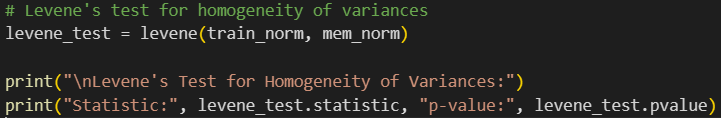 # Levene's test for homogeneity of variances
levene_test = levene(train_norm, mem_norm)
print("\nLevene's Test for Homogeneity of Variances:")
print("Statistic:", levene_test.statistic, "p-value:", levene_test.pvalue)